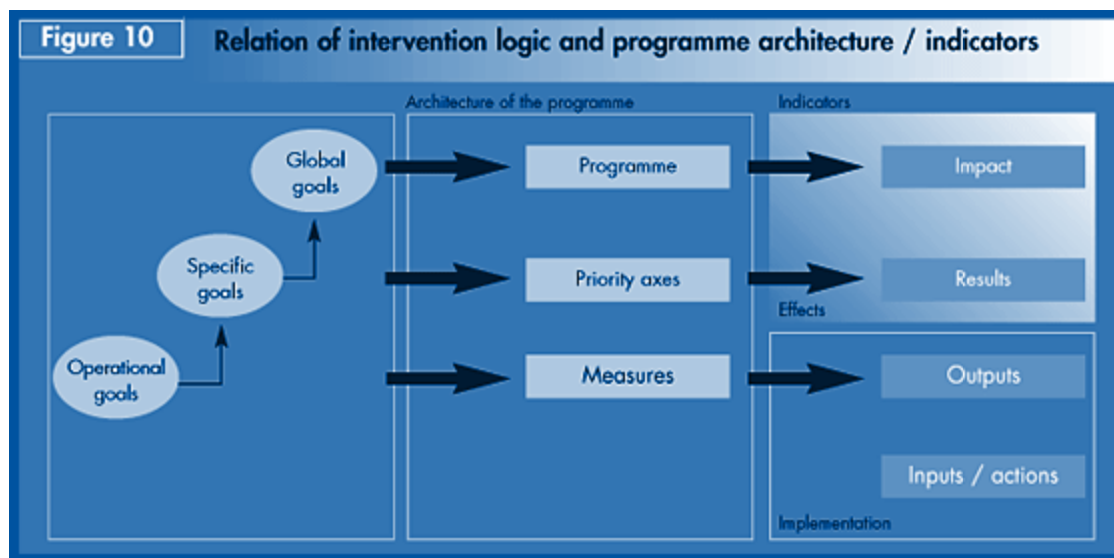 Figure 10
Relation of intervention logic and programme architecture / indicators
Architecture of the programme
Indicators
Global
goals
Programme
Impact
Specific
goals
Priority axes
Results
Effects
Operational
goals
Measures
Outputs
Inputs / actions
Implementation